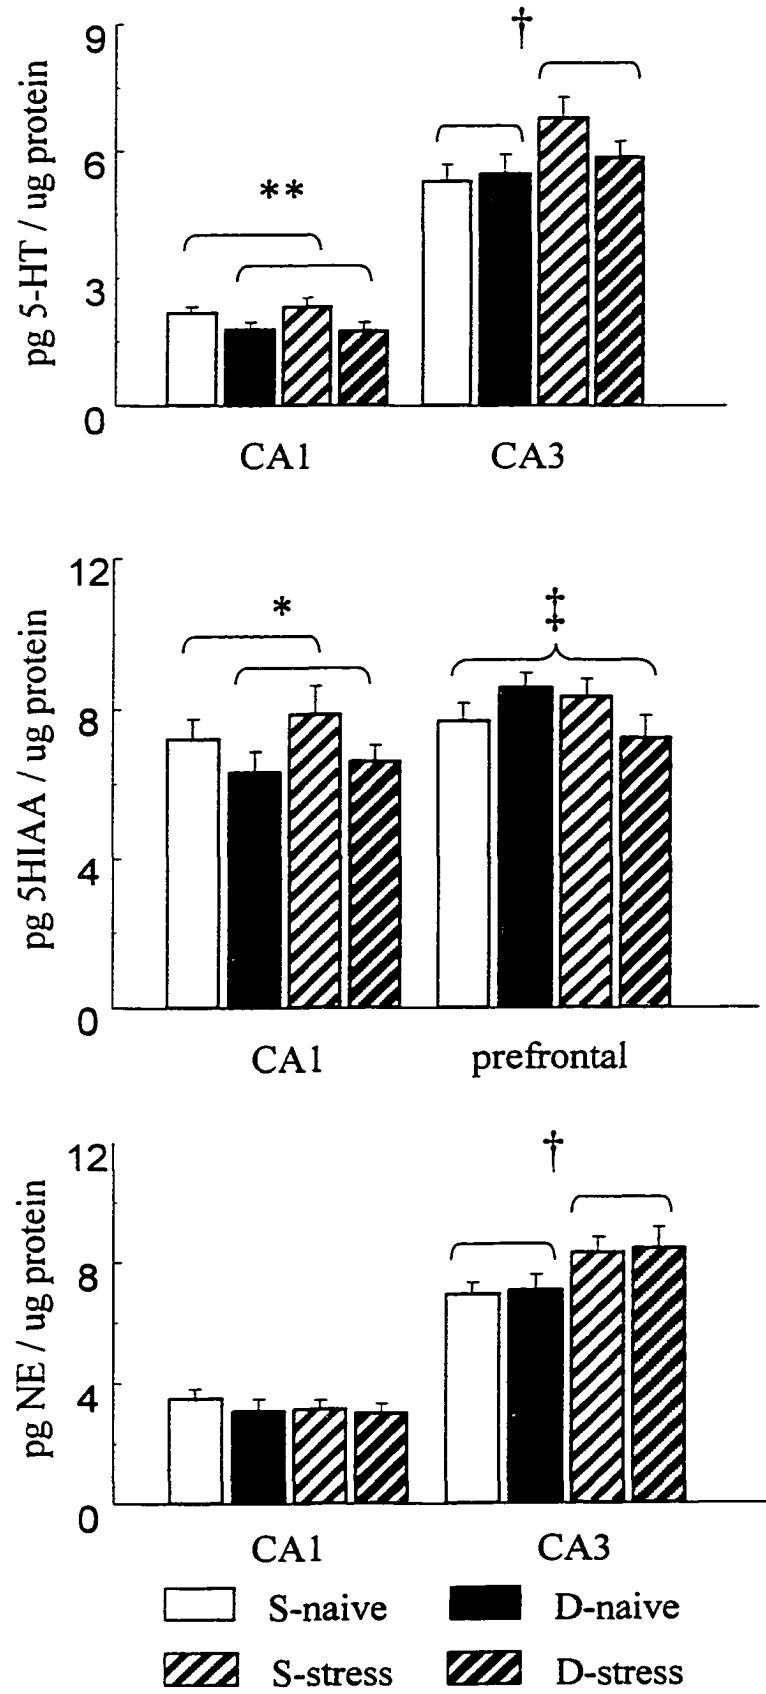 9
†
6
**
3
0
pg 5-HT / ug protein
CA1 CA3
12
*
‡
8
4
0
pg 5HIAA / ug protein
CA1 prefrontal
12
†
8
4
0
pg NE / ug protein
CA1 CA3
S-naive D-naive
S-stress D-stress